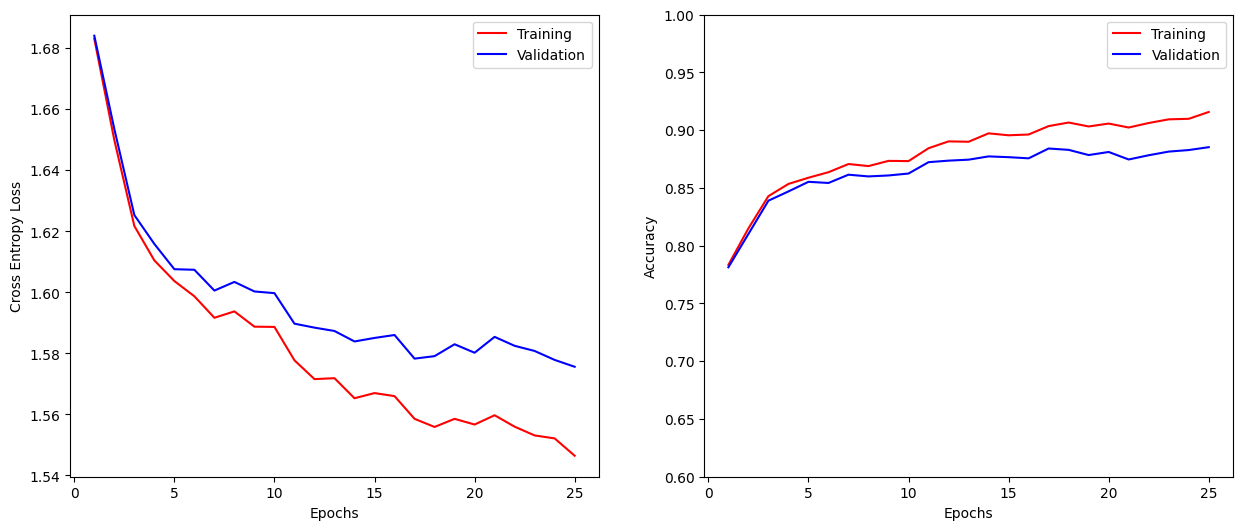 Training
Validation
1.68
1.66
1.64
1.62
1.60
1.58
1.56
1.54
Cross Entropy Loss
0 5 10 15 20 25
Epochs
Training
Validation
1.00
0.95
0.90
0.85
0.80
0.75
0.70
0.65
0.60
Accuracy
0 5 10 15 20 25
Epochs